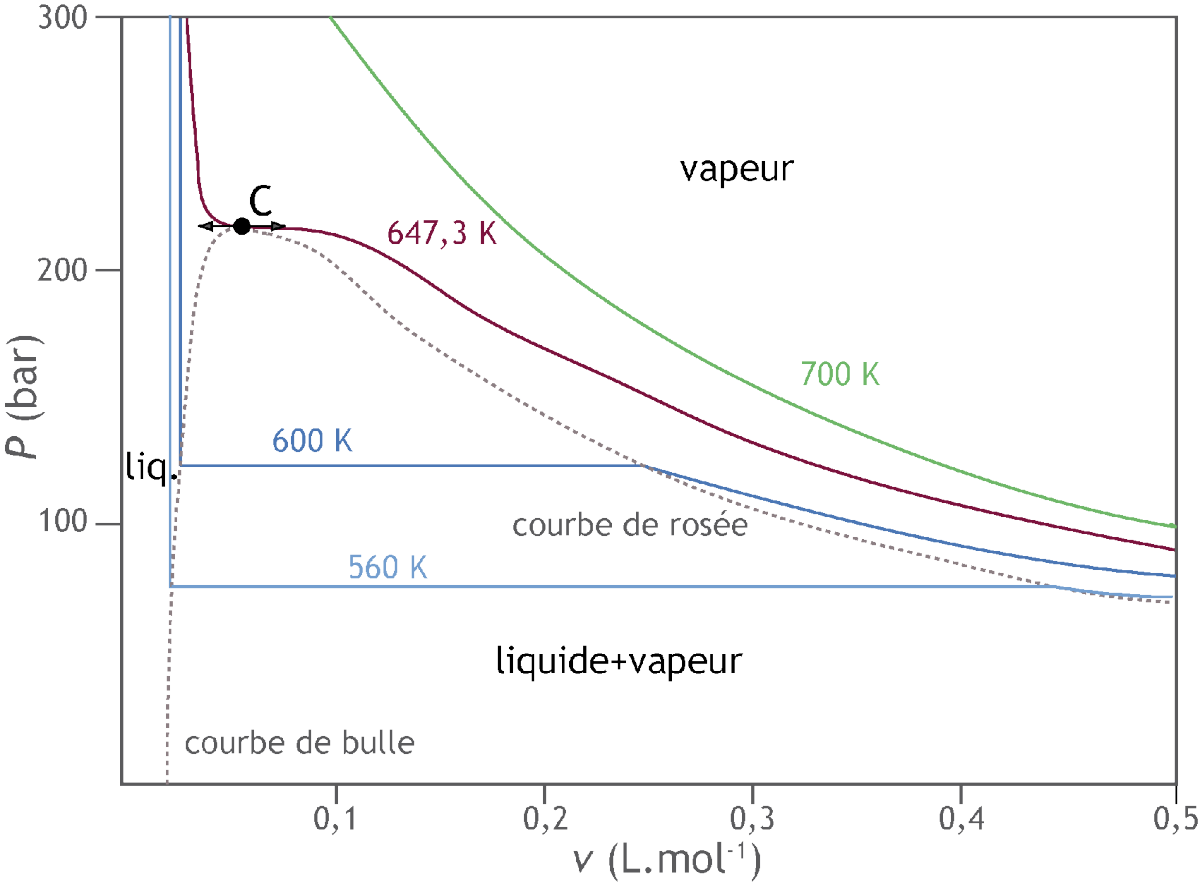 300
vapeur
C
647,3 K
200
P (bar)
700 K
600 K
liq.
100
courbe de rosée
560 K
liquide+vapeur
courbe de bulle
0,1
0,2
0,3
0,4
0,5
v (L.mol⁻¹)